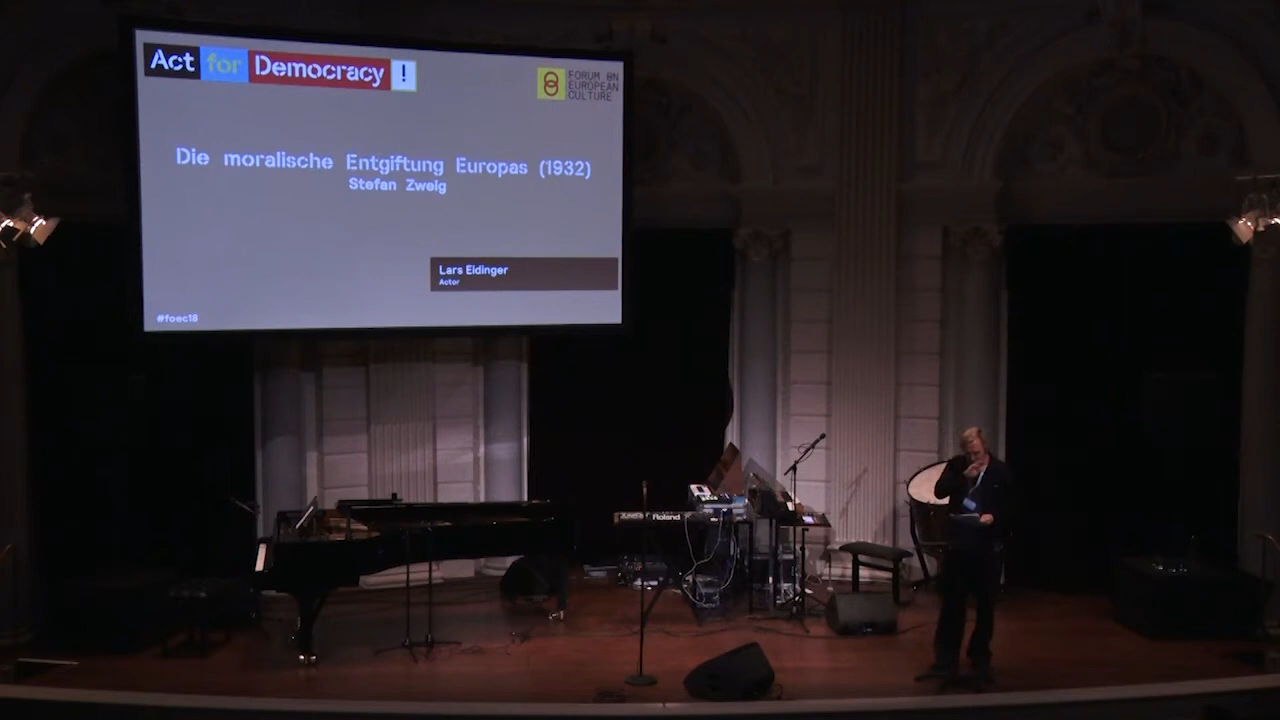 Act for Democracy !
FORUM ON
EUROPEAN
CULTURE
Die moralische Entgiftung Europas (1932)
Stefan Zweig
Lars Eidinger
Actor
#foec18
Roland